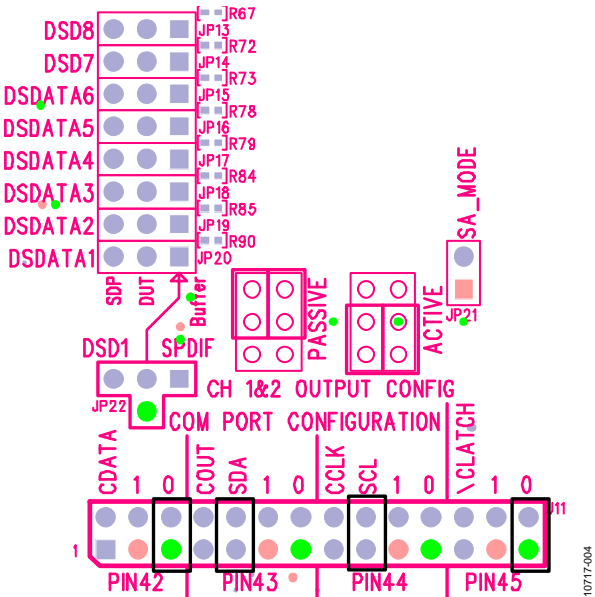 R67
DSD8 JP13
R72
DSD7 JP14
R73
DSDATA6 JP15
R78
DSDATA5 JP16
R79
DSDATA4 JP17
R84
DSDATA3 JP18
R85
DSDATA2 JP19
R90
DSDATA1 JP20
SDP
DUT
Buffer
SA_MODE
JP21
PASSIVE
ACTIVE
DSD1 SPDIF
JP22
CH 1&2 OUTPUT CONFIG
COM PORT CONFIGURATION
CDATA 1 0 COUT SDA 1 0 CCLK SCL 1 0 \CLATCH 1 0
J11
1
PIN42 PIN43 PIN44 PIN45
10717-004